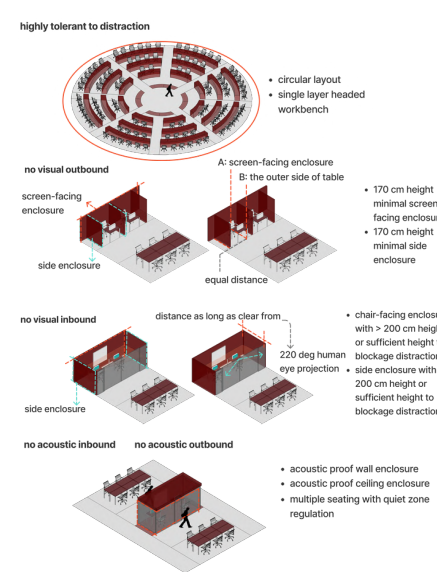 highly tolerant to distraction
• circular layout
• single layer headed
workbench
no visual outbound
A: screen-facing enclosure
B: the outer side of table
screen-facing
enclosure
side enclosure
equal distance
• 170 cm height
minimal screen
facing enclosu
• 170 cm height
minimal side
enclosure
no visual inbound
distance as long as clear from
220 deg human
eye projection
side enclosure
• chair-facing enclosu
with > 200 cm heigh
or sufficient height
blockage distraction
• side enclosure with
200 cm height or
sufficient height to
blockage distraction
no acoustic inbound
no acoustic outbound
• acoustic proof wall enclosure
• acoustic proof ceiling enclosure
• multiple seating with quiet zone
regulation